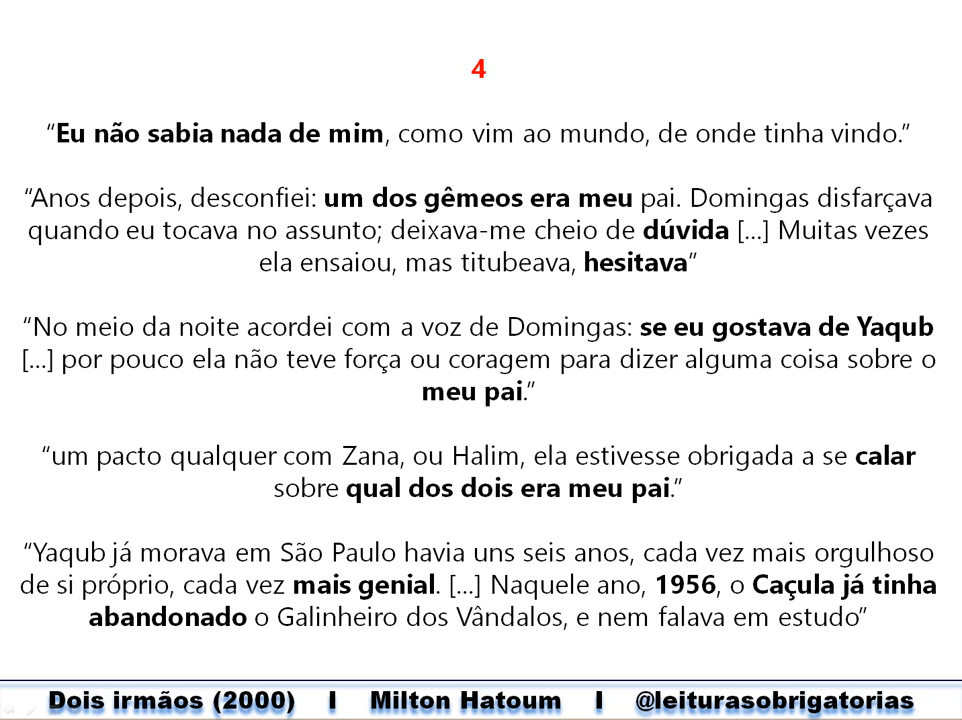 4
“Eu não sabia nada de mim, como vim ao mundo, de onde tinha vindo.”
“Anos depois, desconfiei: um dos gêmeos era meu pai. Domingas disfarçava
quando eu tocava no assunto; deixava-me cheio de dúvida [...] Muitas vezes
ela ensaiou, mas titubeava, hesitava”
“No meio da noite acordei com a voz de Domingas: se eu gostava de Yaqub
[...] por pouco ela não teve força ou coragem para dizer alguma coisa sobre o
meu pai.”
“um pacto qualquer com Zana, ou Halim, ela estivesse obrigada a se calar
sobre qual dos dois era meu pai.”
“Yaqub já morava em São Paulo havia uns seis anos, cada vez mais orgulhoso
de si próprio, cada vez mais genial. [...] Naquele ano, 1956, o Caçula já tinha
abandonado o Galinheiro dos Vândalos, e nem falava em estudo”
Dois irmãos (2000) I Milton Hatoum I @leiturasobrigatorias